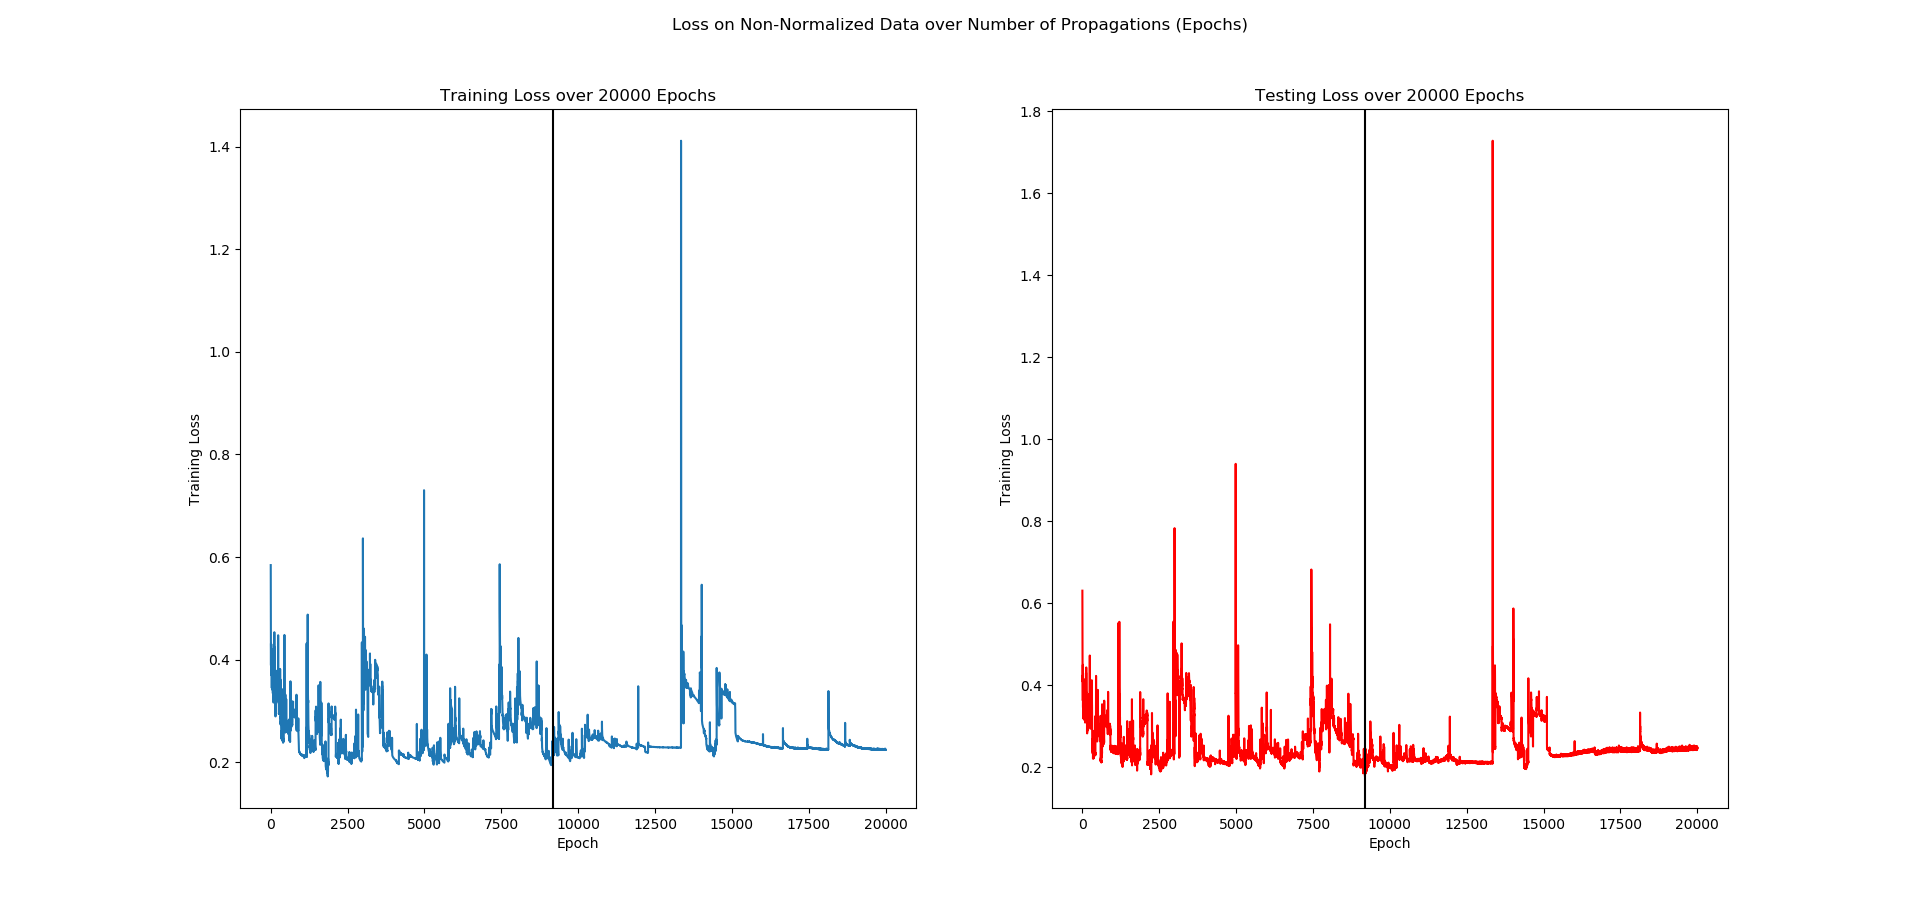 Loss on Non-Normalized Data over Number of Propagations (Epochs)
Training Loss over 20000 Epochs
1.4
1.2
1.0
0.8
0.6
0.4
0.2
Training Loss
0 2500 5000 7500 10000 12500 15000 17500 20000
Epoch
Testing Loss over 20000 Epochs
1.8
1.6
1.4
1.2
1.0
0.8
0.6
0.4
0.2
Training Loss
0 2500 5000 7500 10000 12500 15000 17500 20000
Epoch